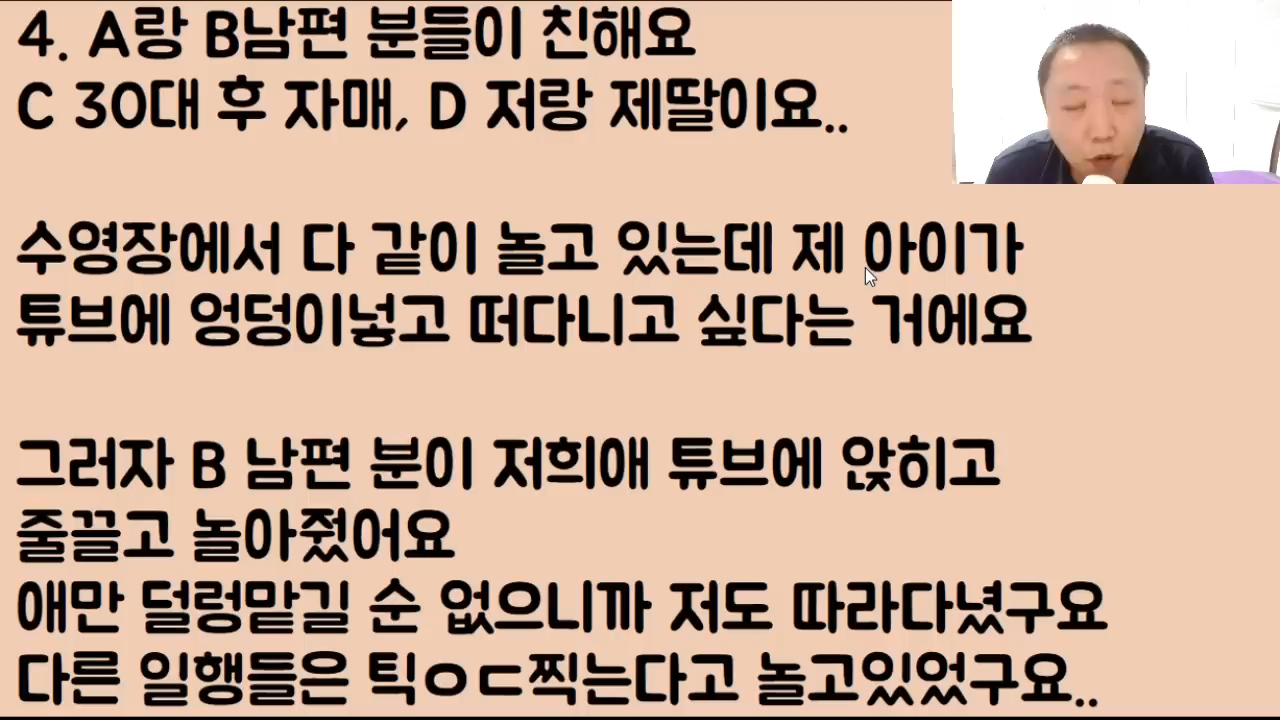 4. A랑 B남편 분들이 친해요
C 30대 후 자매, D 저랑 제딸이요..
수영장에서 다 같이 놀고 있는데 제 아이가
튜브에 엉덩이넣고 떠다니고 싶다는 거에요
그러자 B 남편 분이 저희애 튜브에 앉히고
줄끌고 놀아줬어요
애만 덜렁맡길 순 없으니까 저도 따라다녔구요
다른 일행들은 틱ㅇㄷ찍는다고 놀고있었구요..